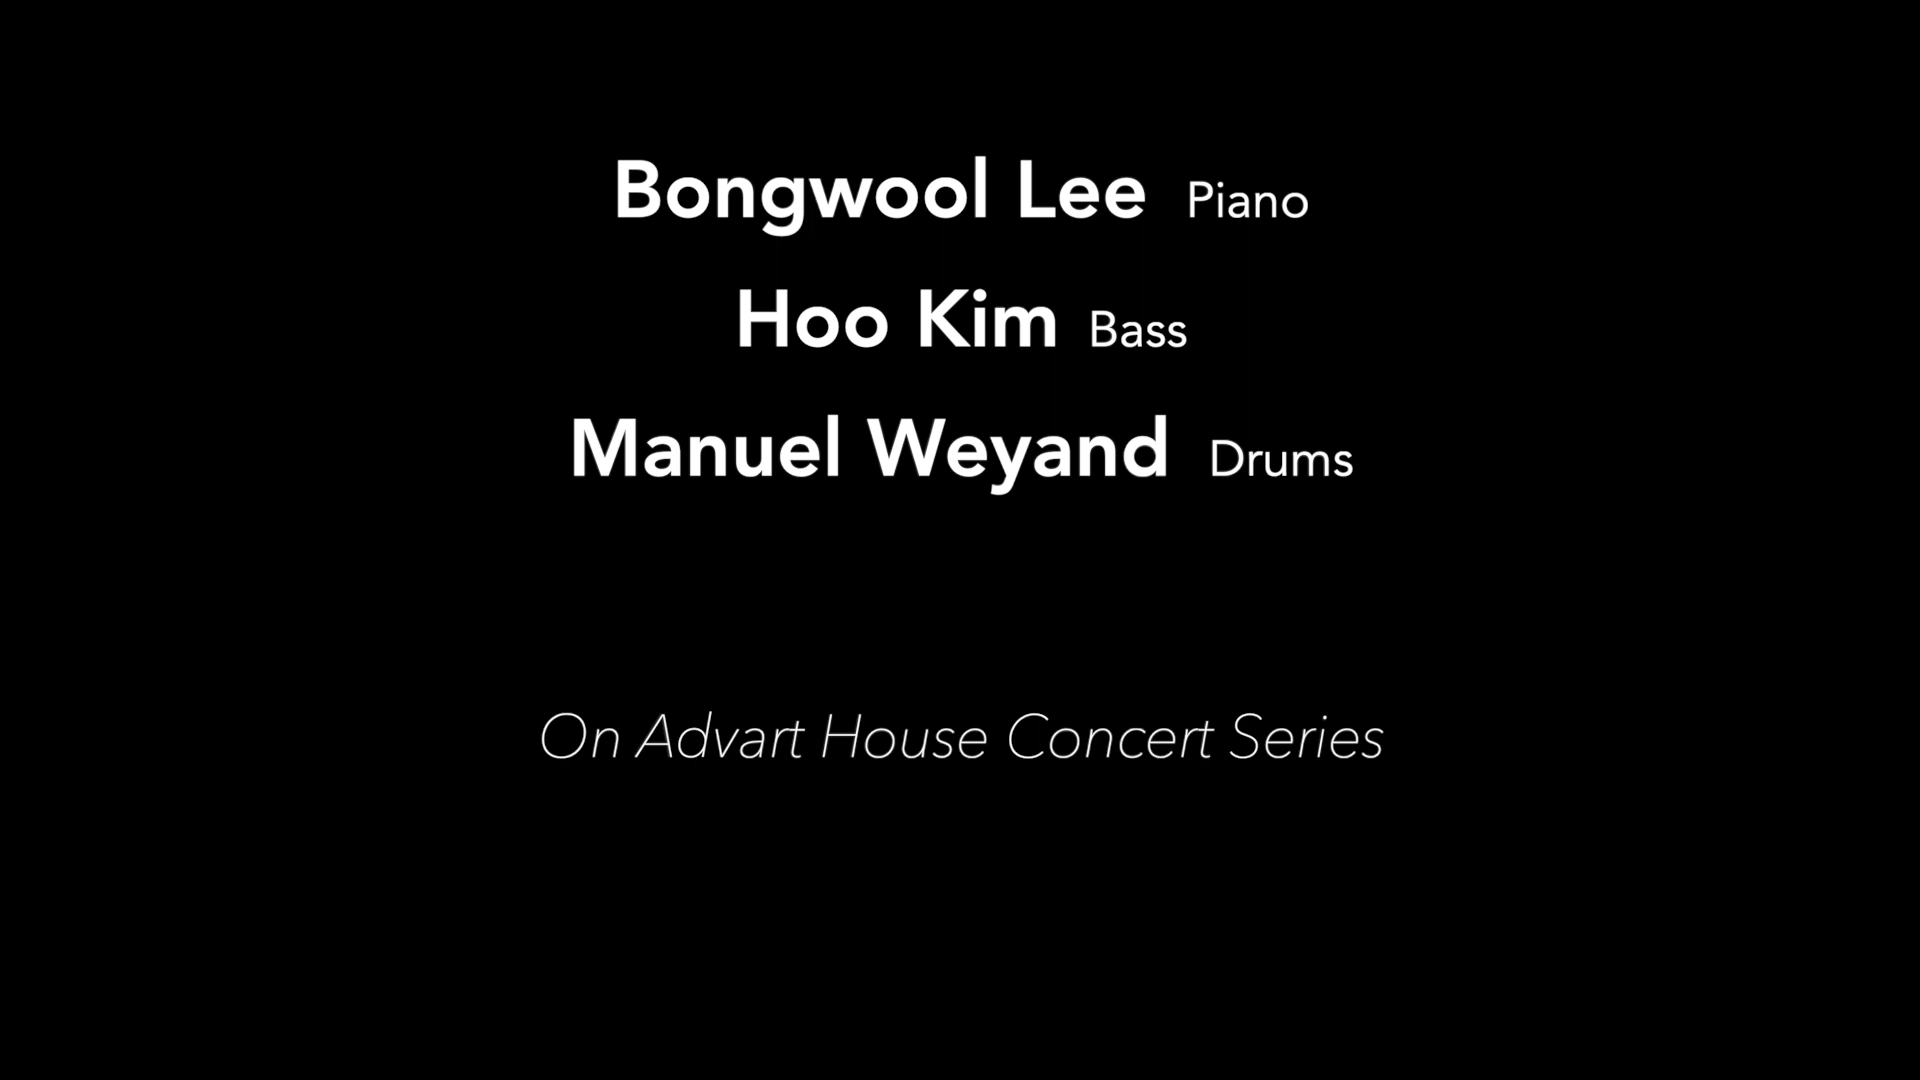 Bongwool Lee Piano
Hoo Kim Bass
Manuel Weyand Drums
On Advart House Concert Series